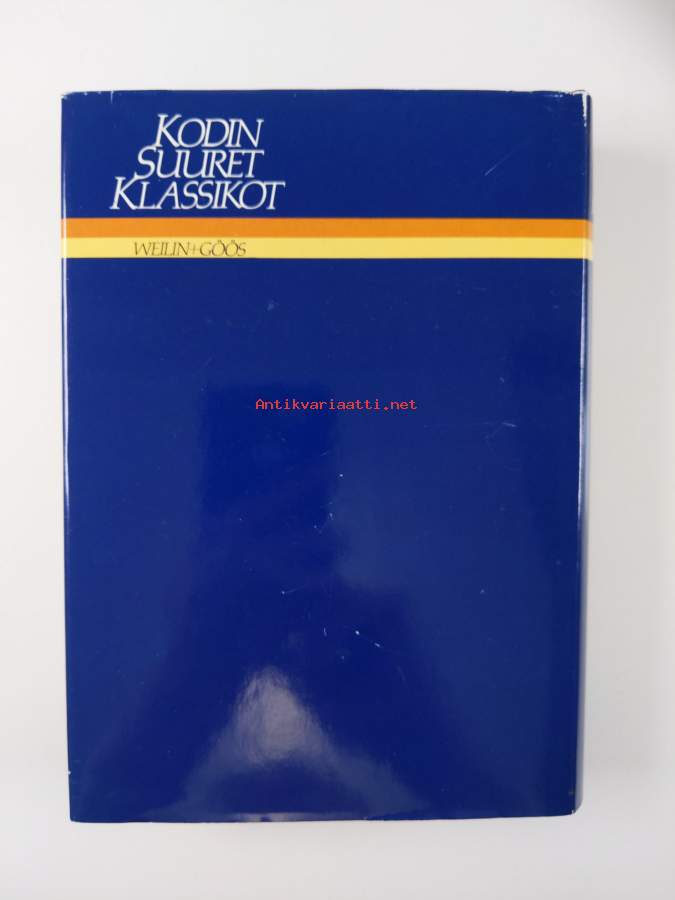 KODIN
SUURET
KLASSIKOT
WEILIN+GÖÖS
Antikvariaatti.net